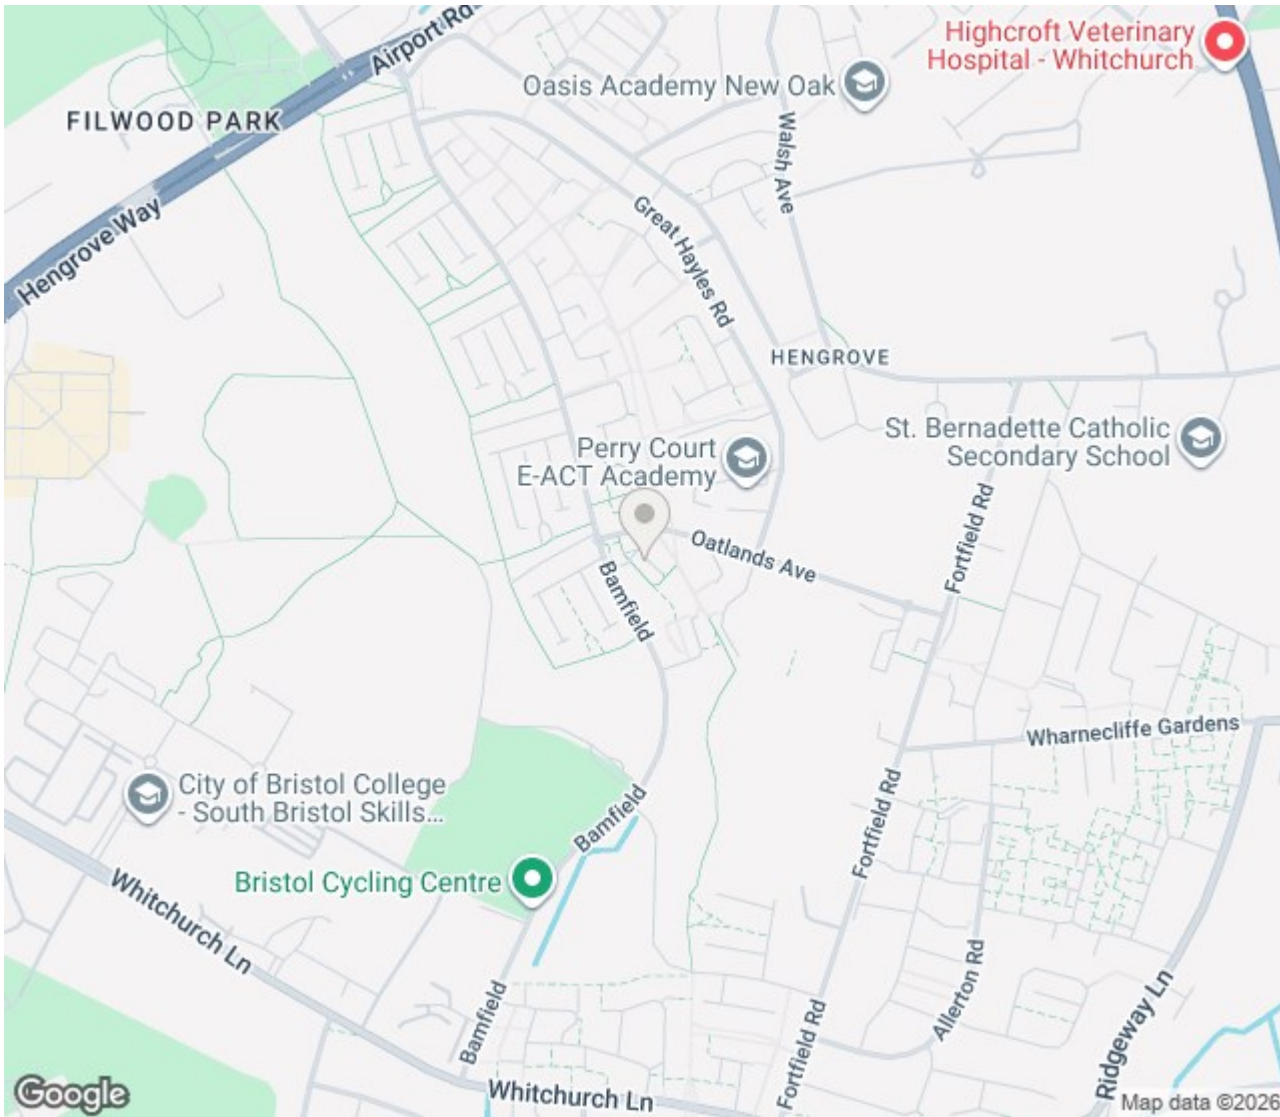 Airport Rd
Highcroft Veterinary
Hospital - Whitchurch
Oasis Academy New Oak
FILWOOD PARK
Walsh Ave
Hengrove Way
Great Hayles Rd
HENGROVE
Perry Court
E-ACT Academy
St. Bernadette Catholic
Secondary School
Fortfield Rd
Oatlands Ave
Bamfield
Wharnecliffe Gardens
City of Bristol College
- South Bristol Skills...
Fortfield Rd
Bamfield
Bristol Cycling Centre
Whitchurch Ln
Allerton Rd
Ridgeway Ln
Bamfield
Fortfield Rd
Whitchurch Ln
Google
Map data ©2026